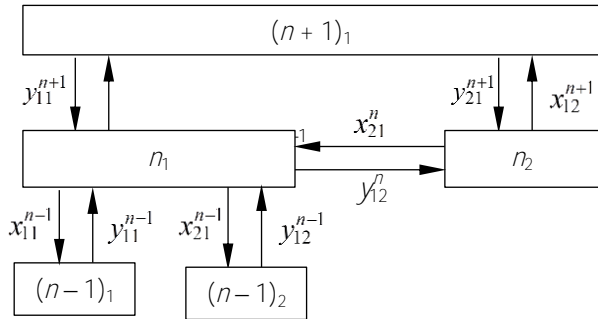 (n + 1)₁
y₁₁ⁿ⁺¹ y₂₁ⁿ⁺¹ x₁₂ⁿ⁺¹
x₂₁ⁿ
n₁ n₂
y₁₂ⁿ
x₁₁ⁿ⁻¹ y₁₁ⁿ⁻¹ x₂₁ⁿ⁻¹ y₁₂ⁿ⁻¹
(n – 1)₁ (n – 1)₂